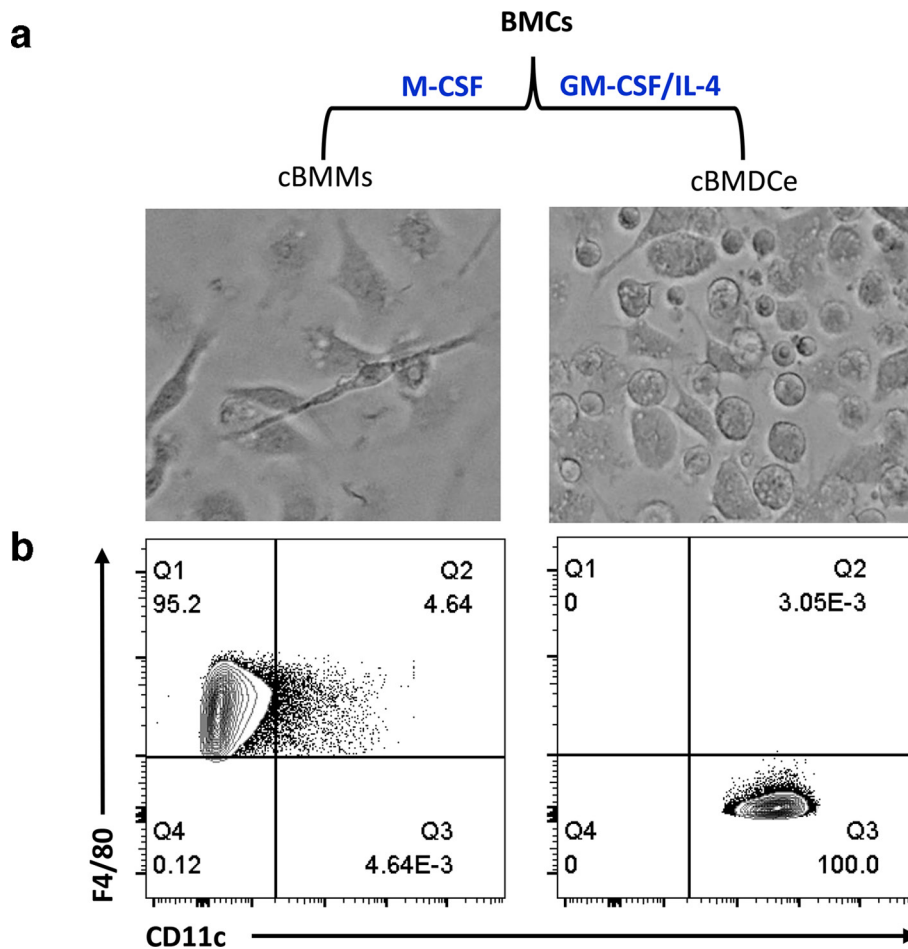 a
BMCs
M-CSF
GM-CSF/IL-4
cBMMs
cBMDCe
b
F4/80
Q1
95.2
Q2
4.64
Q4
0.12
Q3
4.64E-3
Q1
0
Q2
3.05E-3
Q4
0
Q3
100.0
CD11c